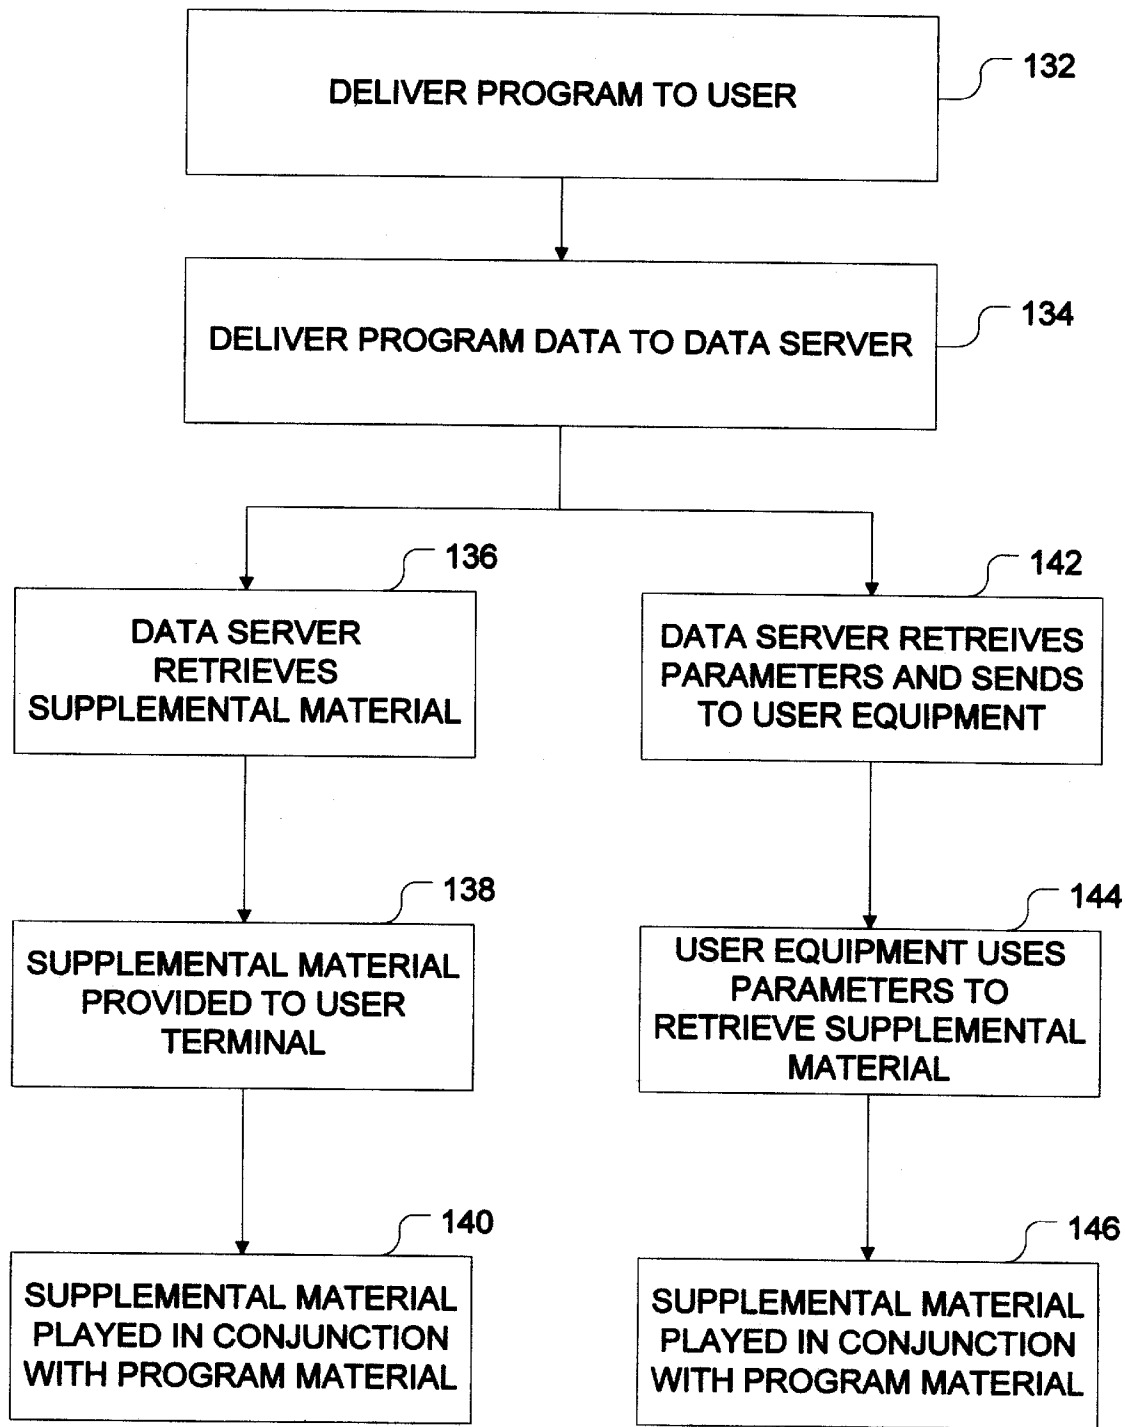 DELIVER PROGRAM TO USER
132
DELIVER PROGRAM DATA TO DATA SERVER
134
136
DATA SERVER
RETRIEVES
SUPPLEMENTAL MATERIAL
142
DATA SERVER RETREIVES
PARAMETERS AND SENDS
TO USER EQUIPMENT
138
SUPPLEMENTAL MATERIAL
PROVIDED TO USER
TERMINAL
144
USER EQUIPMENT USES
PARAMETERS TO
RETRIEVE SUPPLEMENTAL
MATERIAL
140
SUPPLEMENTAL MATERIAL
PLAYED IN CONJUNCTION
WITH PROGRAM MATERIAL
146
SUPPLEMENTAL MATERIAL
PLAYED IN CONJUNCTION
WITH PROGRAM MATERIAL